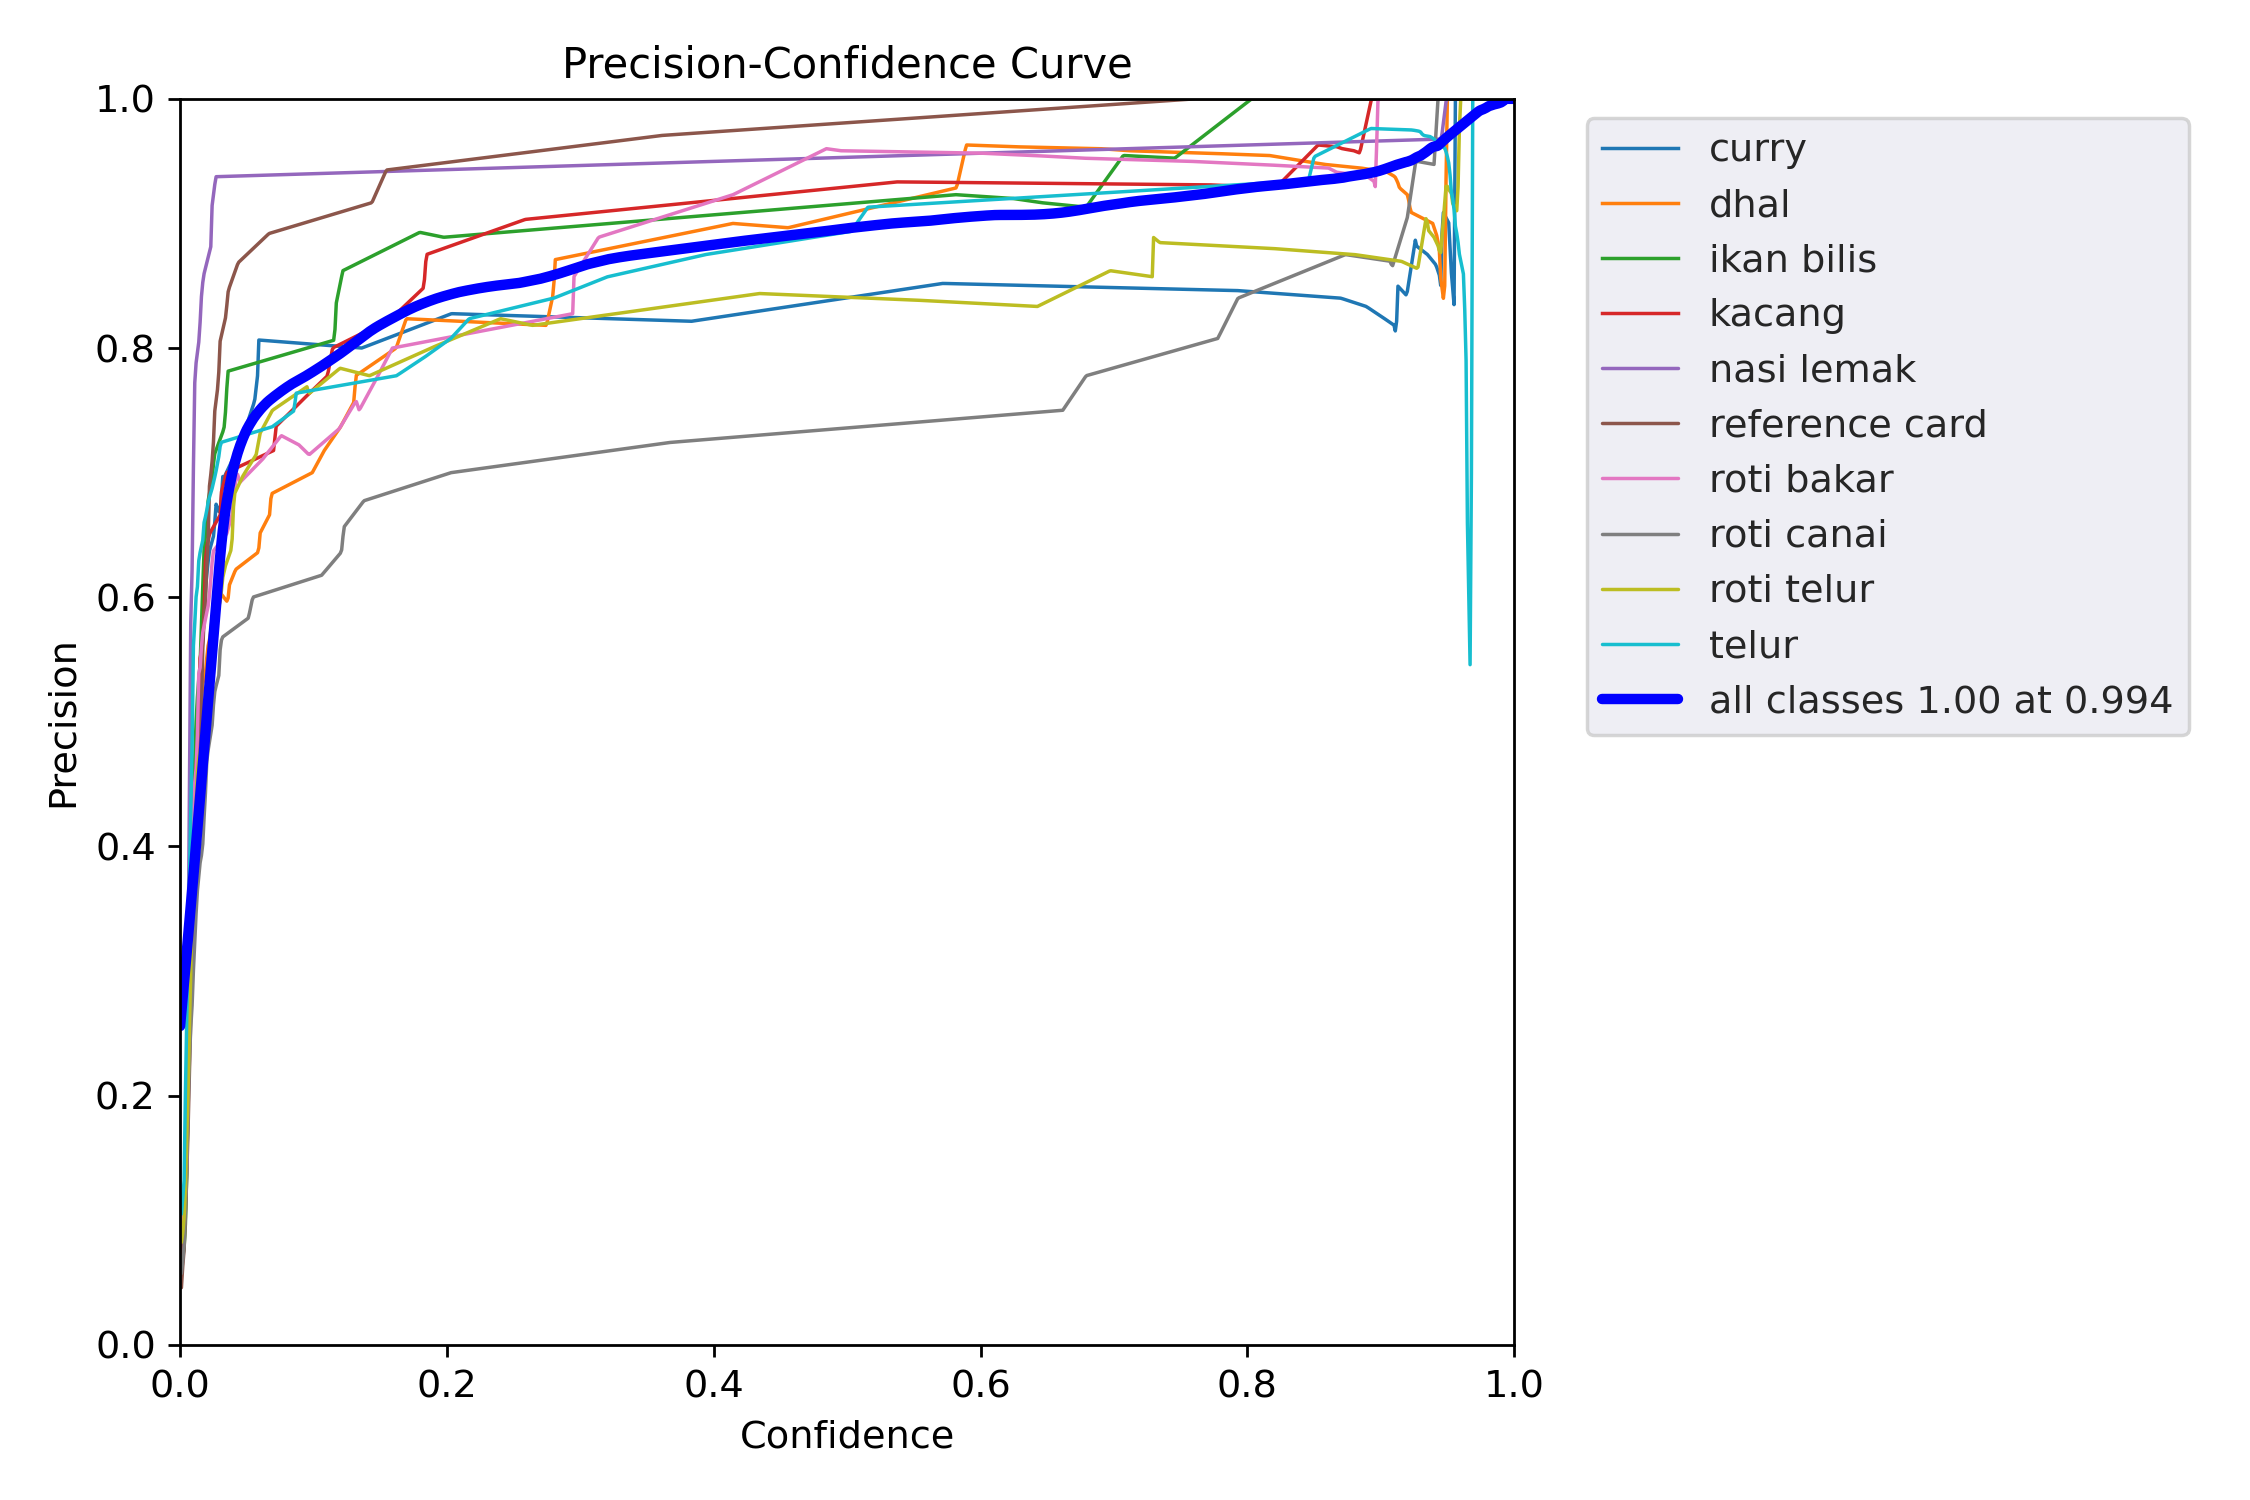 Precision-Confidence Curve
1.0
0.8
0.6
0.4
0.2
0.0
Precision
0.0 0.2 0.4 0.6 0.8 1.0
Confidence
curry
dhal
ikan bilis
kacang
nasi lemak
reference card
roti bakar
roti canai
roti telur
telur
all classes 1.00 at 0.994